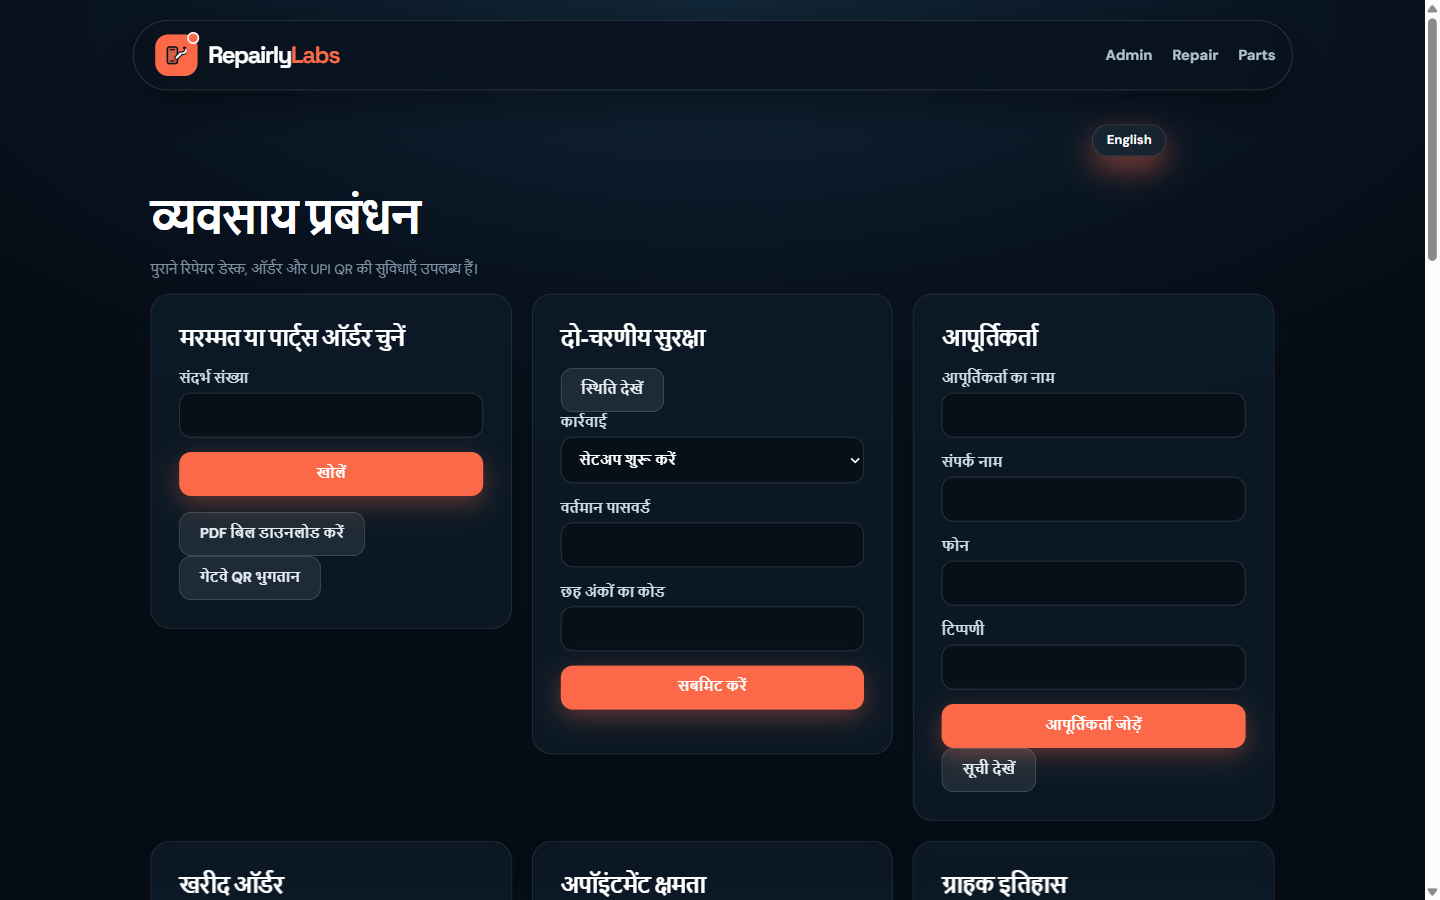 RepairlyLabs
Admin Repair Parts
English
व्यवसाय प्रबंधन
पुराने रिपेयर डेस्क, ऑर्डर और UPI QR की सुविधाएँ उपलब्ध हैं।
मरम्मत या पार्ट्स ऑर्डर चुनें
संदर्भ संख्या
खोलें
PDF बिल डाउनलोड करें
गेटवे QR भुगतान
दो-चरणीय सुरक्षा
स्थिति देखें
कार्रवाई
सेटअप शुरू करें
वर्तमान पासवर्ड
छह अंकों का कोड
सबमिट करें
आपूर्तिकर्ता
आपूर्तिकर्ता का नाम
संपर्क नाम
फोन
टिप्पणी
आपूर्तिकर्ता जोड़ें
सूची देखें
खरीद ऑर्डर
अपॉइंटमेंट क्षमता
ग्राहक इतिहास